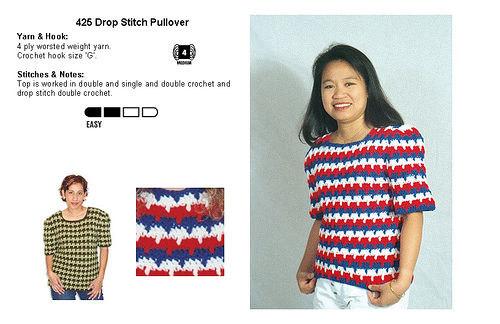 425 Drop Stitch Pullover
Yarn & Hook:
4 ply worsted weight yarn.
Crochet hook size "G".
4
MEDIUM
Stitches & Notes:
Top is worked in double and single and double crochet and
drop stitch double crochet.
EASY